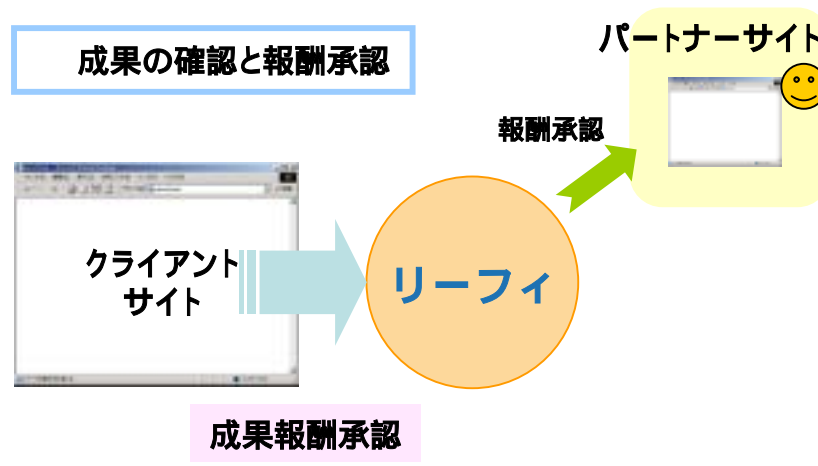 成果の確認と報酬承認
パートナーサイト
報酬承認
クライアント
サイト
リーフィ
成果報酬承認